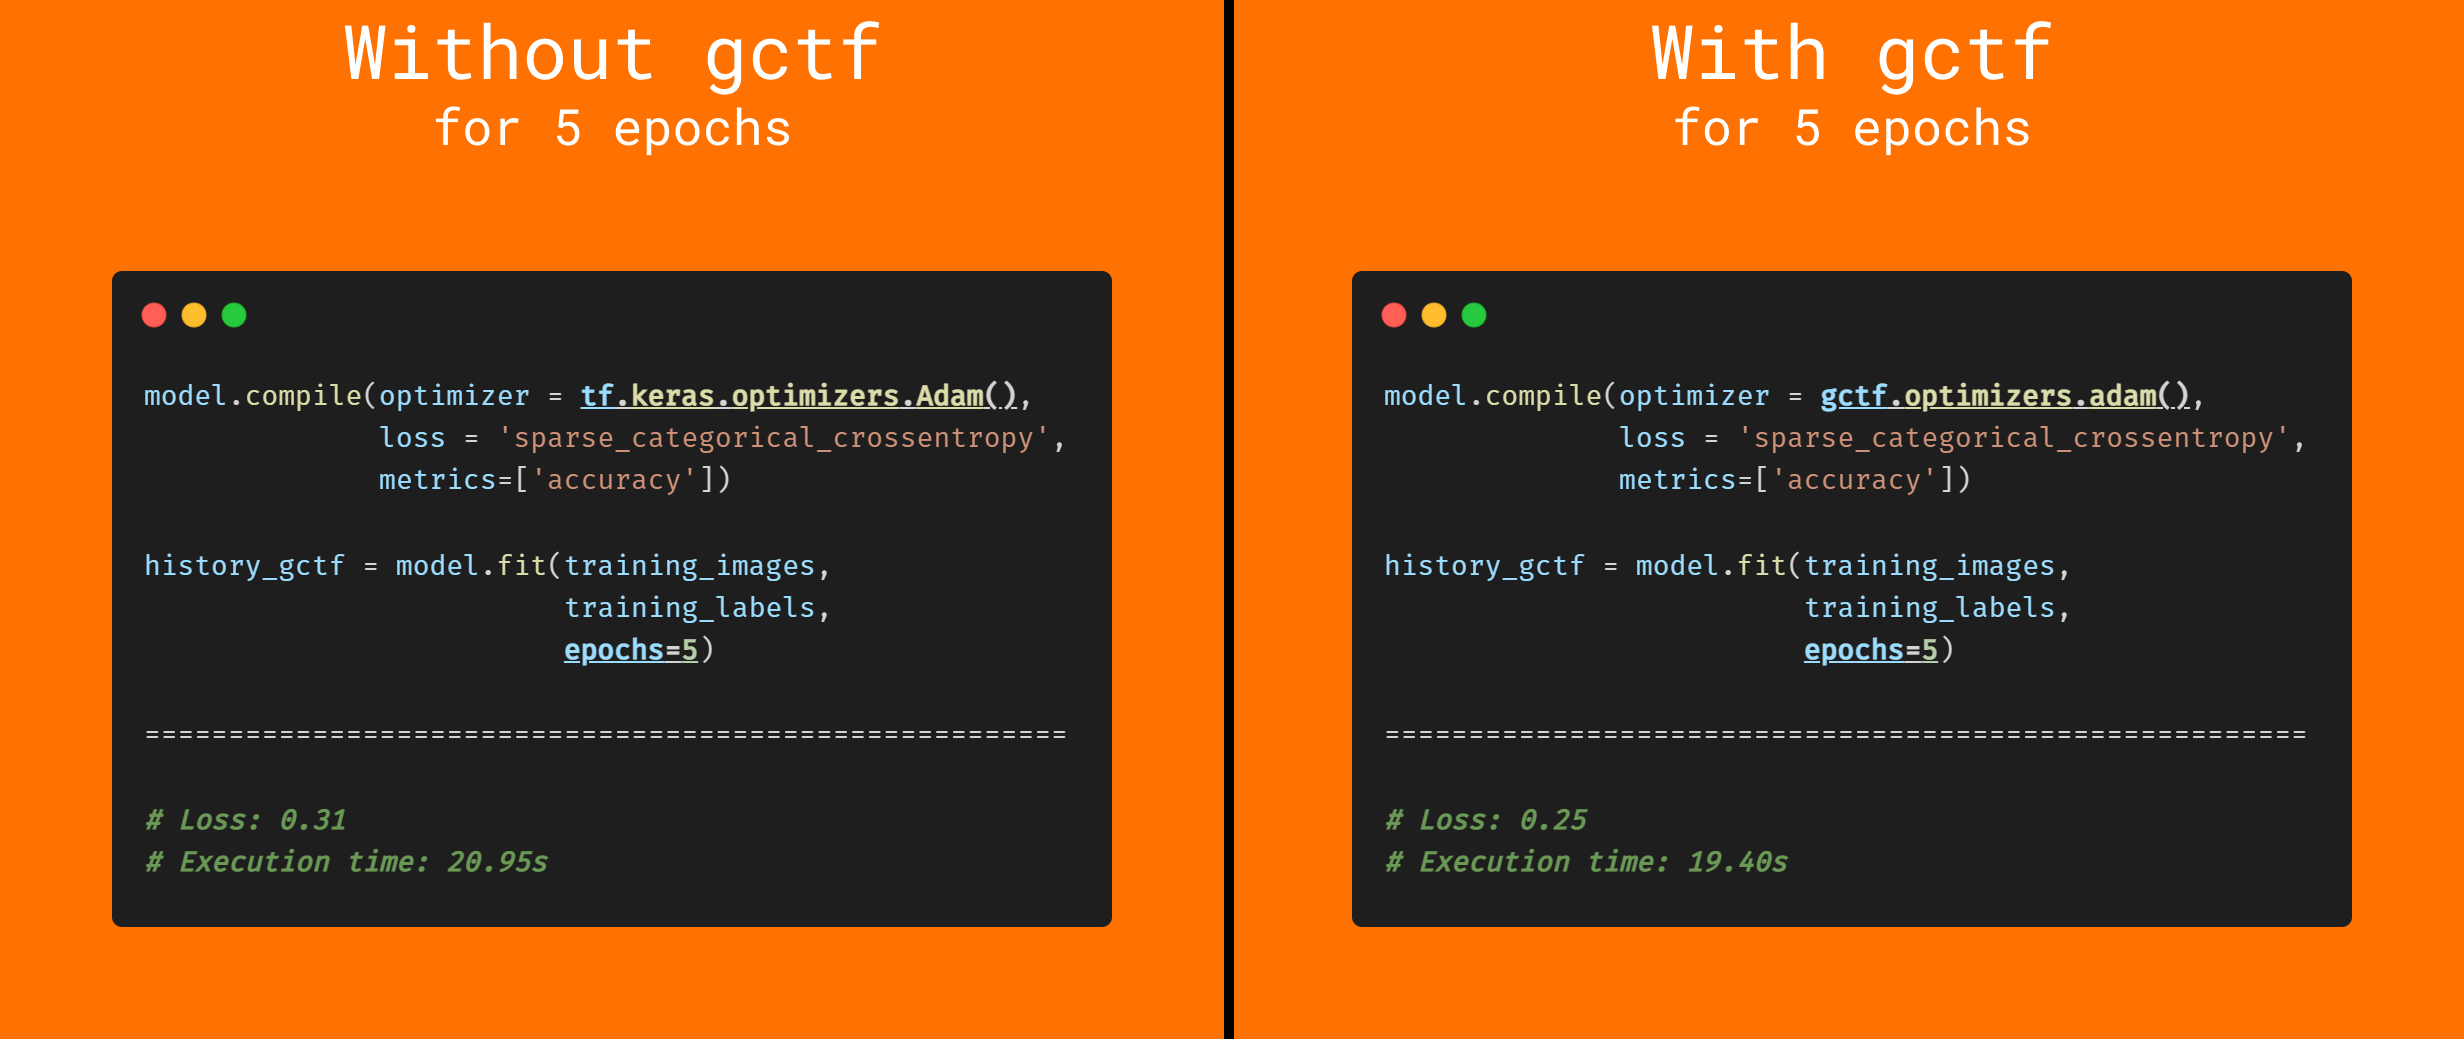 Without gctf
for 5 epochs
model.compile(optimizer = tf.keras.optimizers.Adam(),
loss = 'sparse_categorical_crossentropy',
metrics=['accuracy'])
history_gctf = model.fit(training_images,
training_labels,
epochs=5)
=======================================================
# Loss: 0.31
# Execution time: 20.95s
With gctf
for 5 epochs
model.compile(optimizer = gctf.optimizers.adam(),
loss = 'sparse_categorical_crossentropy',
metrics=['accuracy'])
history_gctf = model.fit(training_images,
training_labels,
epochs=5)
=======================================================
# Loss: 0.25
# Execution time: 19.40s